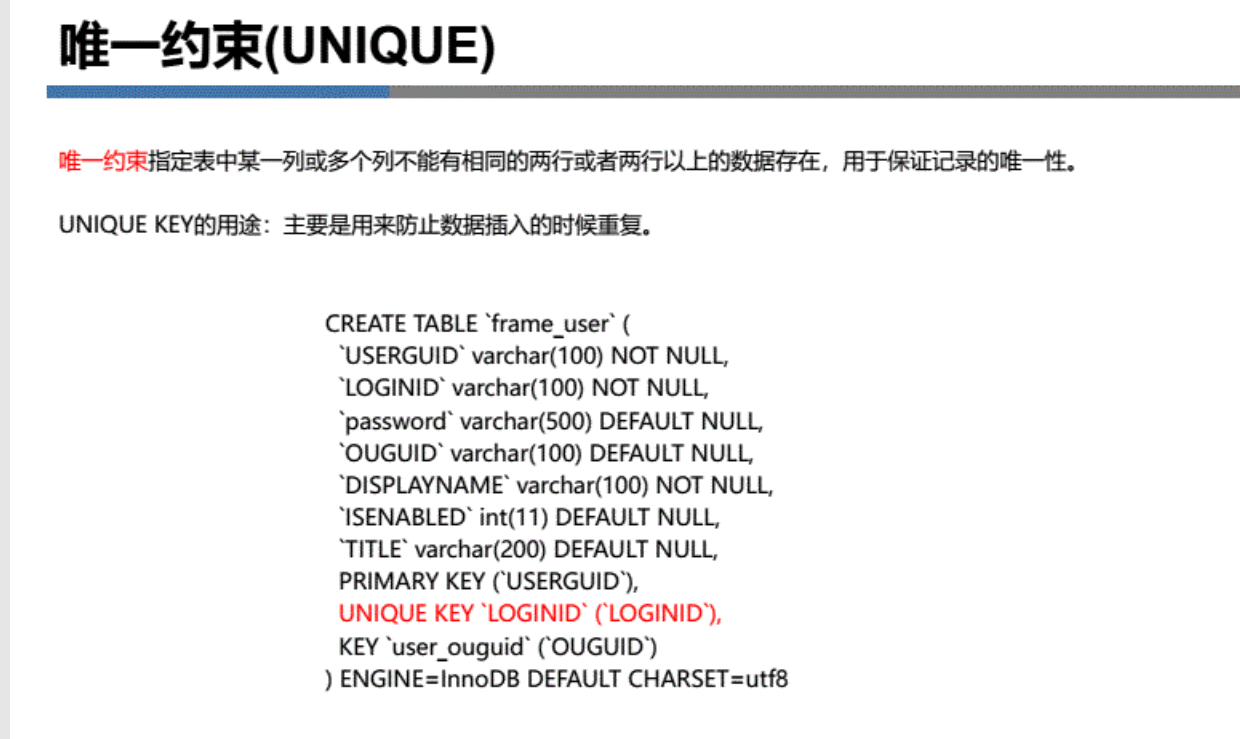 唯一约束(UNIQUE)
唯一约束指定表中某一列或多个列不能有相同的两行或者两行以上的数据存在，用于保证记录的唯一性。
UNIQUE KEY的用途：主要是用来防止数据插入的时候重复。
CREATE TABLE `frame_user` (
`USERGUID` varchar(100) NOT NULL,
`LOGINID` varchar(100) NOT NULL,
`password` varchar(500) DEFAULT NULL,
`OUGUID` varchar(100) DEFAULT NULL,
`DISPLAYNAME` varchar(100) NOT NULL,
`ISENABLED` int(11) DEFAULT NULL,
`TITLE` varchar(200) DEFAULT NULL,
PRIMARY KEY (`USERGUID`),
UNIQUE KEY `LOGINID` (`LOGINID`),
KEY `user_ouguid` (`OUGUID`)
) ENGINE=InnoDB DEFAULT CHARSET=utf8